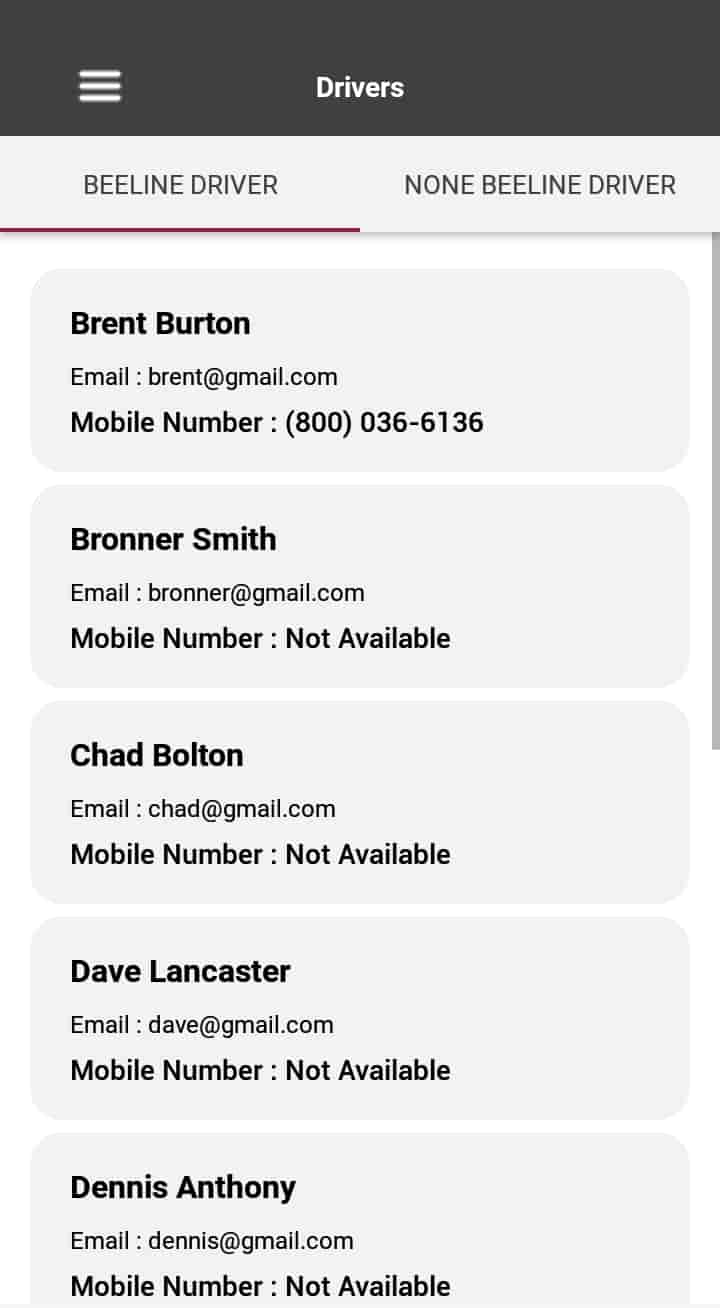 Drivers
BEELINE DRIVER
NONE BEELINE DRIVER
Brent Burton
Email : brent@gmail.com
Mobile Number : (800) 036-6136
Bronner Smith
Email : bronner@gmail.com
Mobile Number : Not Available
Chad Bolton
Email : chad@gmail.com
Mobile Number : Not Available
Dave Lancaster
Email : dave@gmail.com
Mobile Number : Not Available
Dennis Anthony
Email : dennis@gmail.com
Mobile Number : Not Available